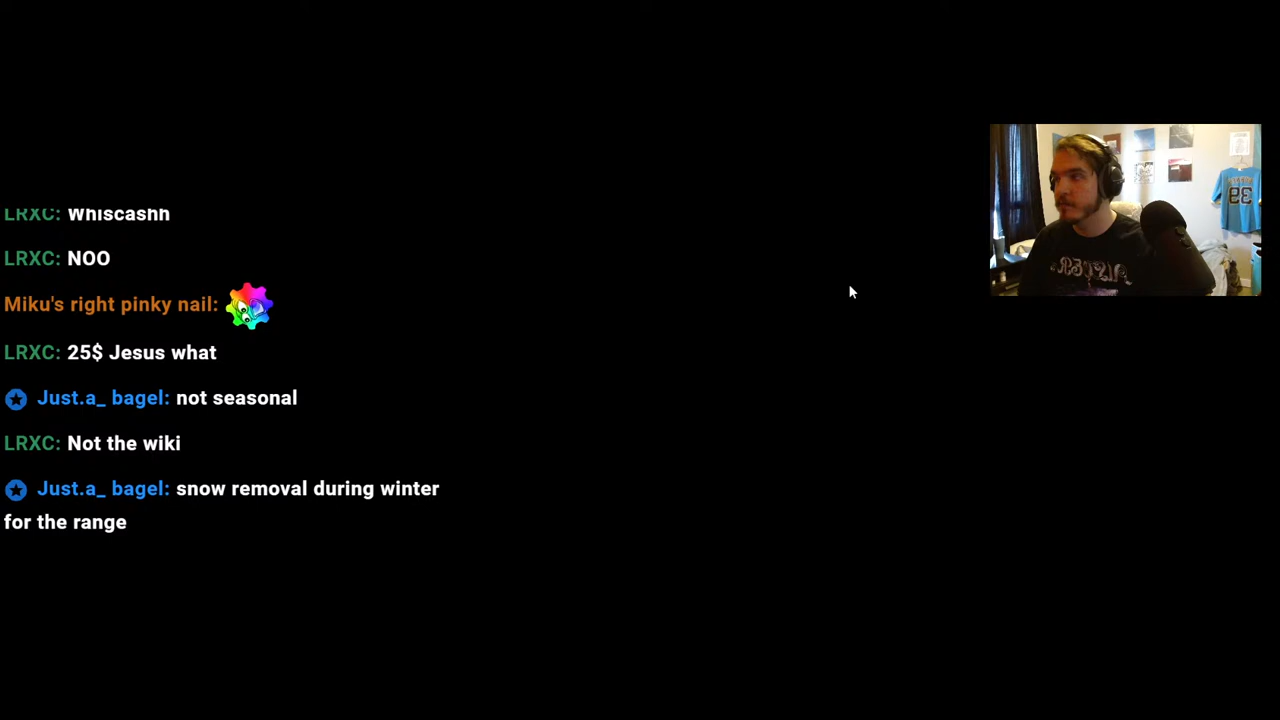 LRXC: Whiscashh
LRXC: NOO
Miku's right pinky nail:
LRXC: 25$ Jesus what
Just.a_ bagel: not seasonal
LRXC: Not the wiki
Just.a_ bagel: snow removal during winter
for the range